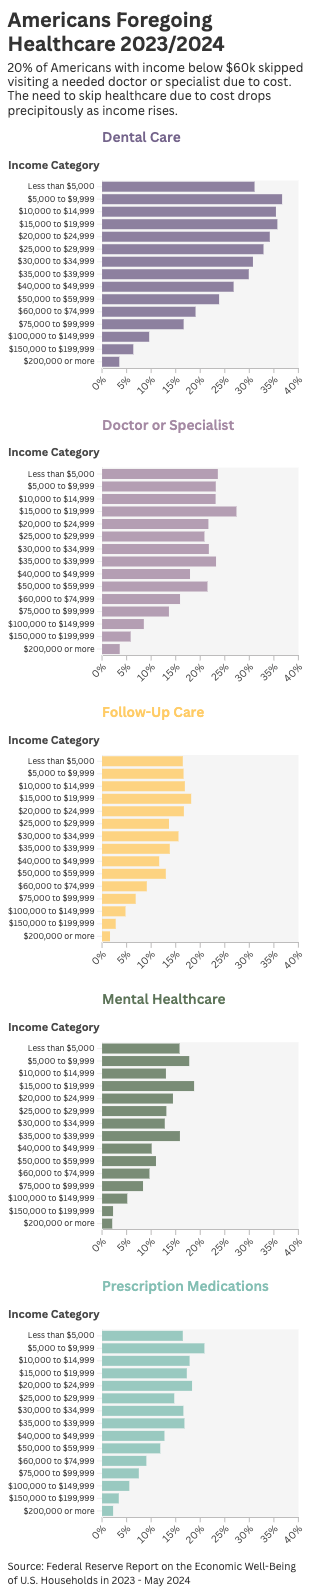 Americans Foregoing
Healthcare 2023/2024
20% of Americans with income below $60k skipped
visiting a needed doctor or specialist due to cost.
The need to skip healthcare due to cost drops
precipitously as income rises.
Dental Care
Income Category
Less than $5,000
$5,000 to $9,999
$10,000 to $14,999
$15,000 to $19,999
$20,000 to $24,999
$25,000 to $29,999
$30,000 to $34,999
$35,000 to $39,999
$40,000 to $49,999
$50,000 to $59,999
$60,000 to $74,999
$75,000 to $99,999
$100,000 to $149,999
$150,000 to $199,999
$200,000 or more
0% 5% 10% 15% 20% 25% 30% 35% 40%
Doctor or Specialist
Income Category
Less than $5,000
$5,000 to $9,999
$10,000 to $14,999
$15,000 to $19,999
$20,000 to $24,999
$25,000 to $29,999
$30,000 to $34,999
$35,000 to $39,999
$40,000 to $49,999
$50,000 to $59,999
$60,000 to $74,999
$75,000 to $99,999
$100,000 to $149,999
$150,000 to $199,999
$200,000 or more
0% 5% 10% 15% 20% 25% 30% 35% 40%
Follow-Up Care
Income Category
Less than $5,000
$5,000 to $9,999
$10,000 to $14,999
$15,000 to $19,999
$20,000 to $24,999
$25,000 to $29,999
$30,000 to $34,999
$35,000 to $39,999
$40,000 to $49,999
$50,000 to $59,999
$60,000 to $74,999
$75,000 to $99,999
$100,000 to $149,999
$150,000 to $199,999
$200,000 or more
0% 5% 10% 15% 20% 25% 30% 35% 40%
Mental Healthcare
Income Category
Less than $5,000
$5,000 to $9,999
$10,000 to $14,999
$15,000 to $19,999
$20,000 to $24,999
$25,000 to $29,999
$30,000 to $34,999
$35,000 to $39,999
$40,000 to $49,999
$50,000 to $59,999
$60,000 to $74,999
$75,000 to $99,999
$100,000 to $149,999
$150,000 to $199,999
$200,000 or more
0% 5% 10% 15% 20% 25% 30% 35% 40%
Prescription Medications
Income Category
Less than $5,000
$5,000 to $9,999
$10,000 to $14,999
$15,000 to $19,999
$20,000 to $24,999
$25,000 to $29,999
$30,000 to $34,999
$35,000 to $39,999
$40,000 to $49,999
$50,000 to $59,999
$60,000 to $74,999
$75,000 to $99,999
$100,000 to $149,999
$150,000 to $199,999
$200,000 or more
0% 5% 10% 15% 20% 25% 30% 35% 40%
Source: Federal Reserve Report on the Economic Well-Being
of U.S. Households in 2023 - May 2024